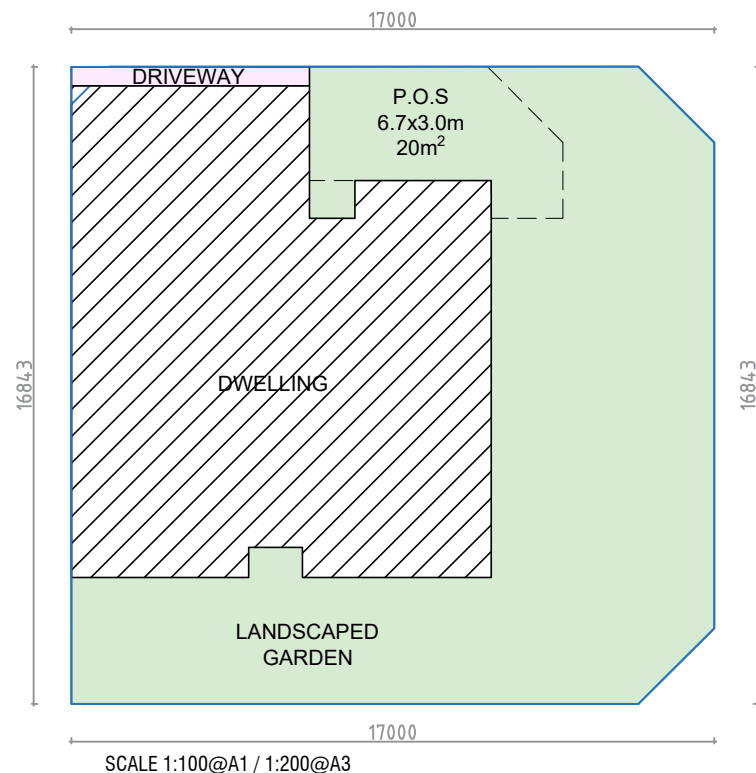 17000
DRIVEWAY
P.O.S
6.7x3.0m
20m²
16843
16843
DWELLING
LANDSCAPED
GARDEN
17000
SCALE 1:100@A1 / 1:200@A3